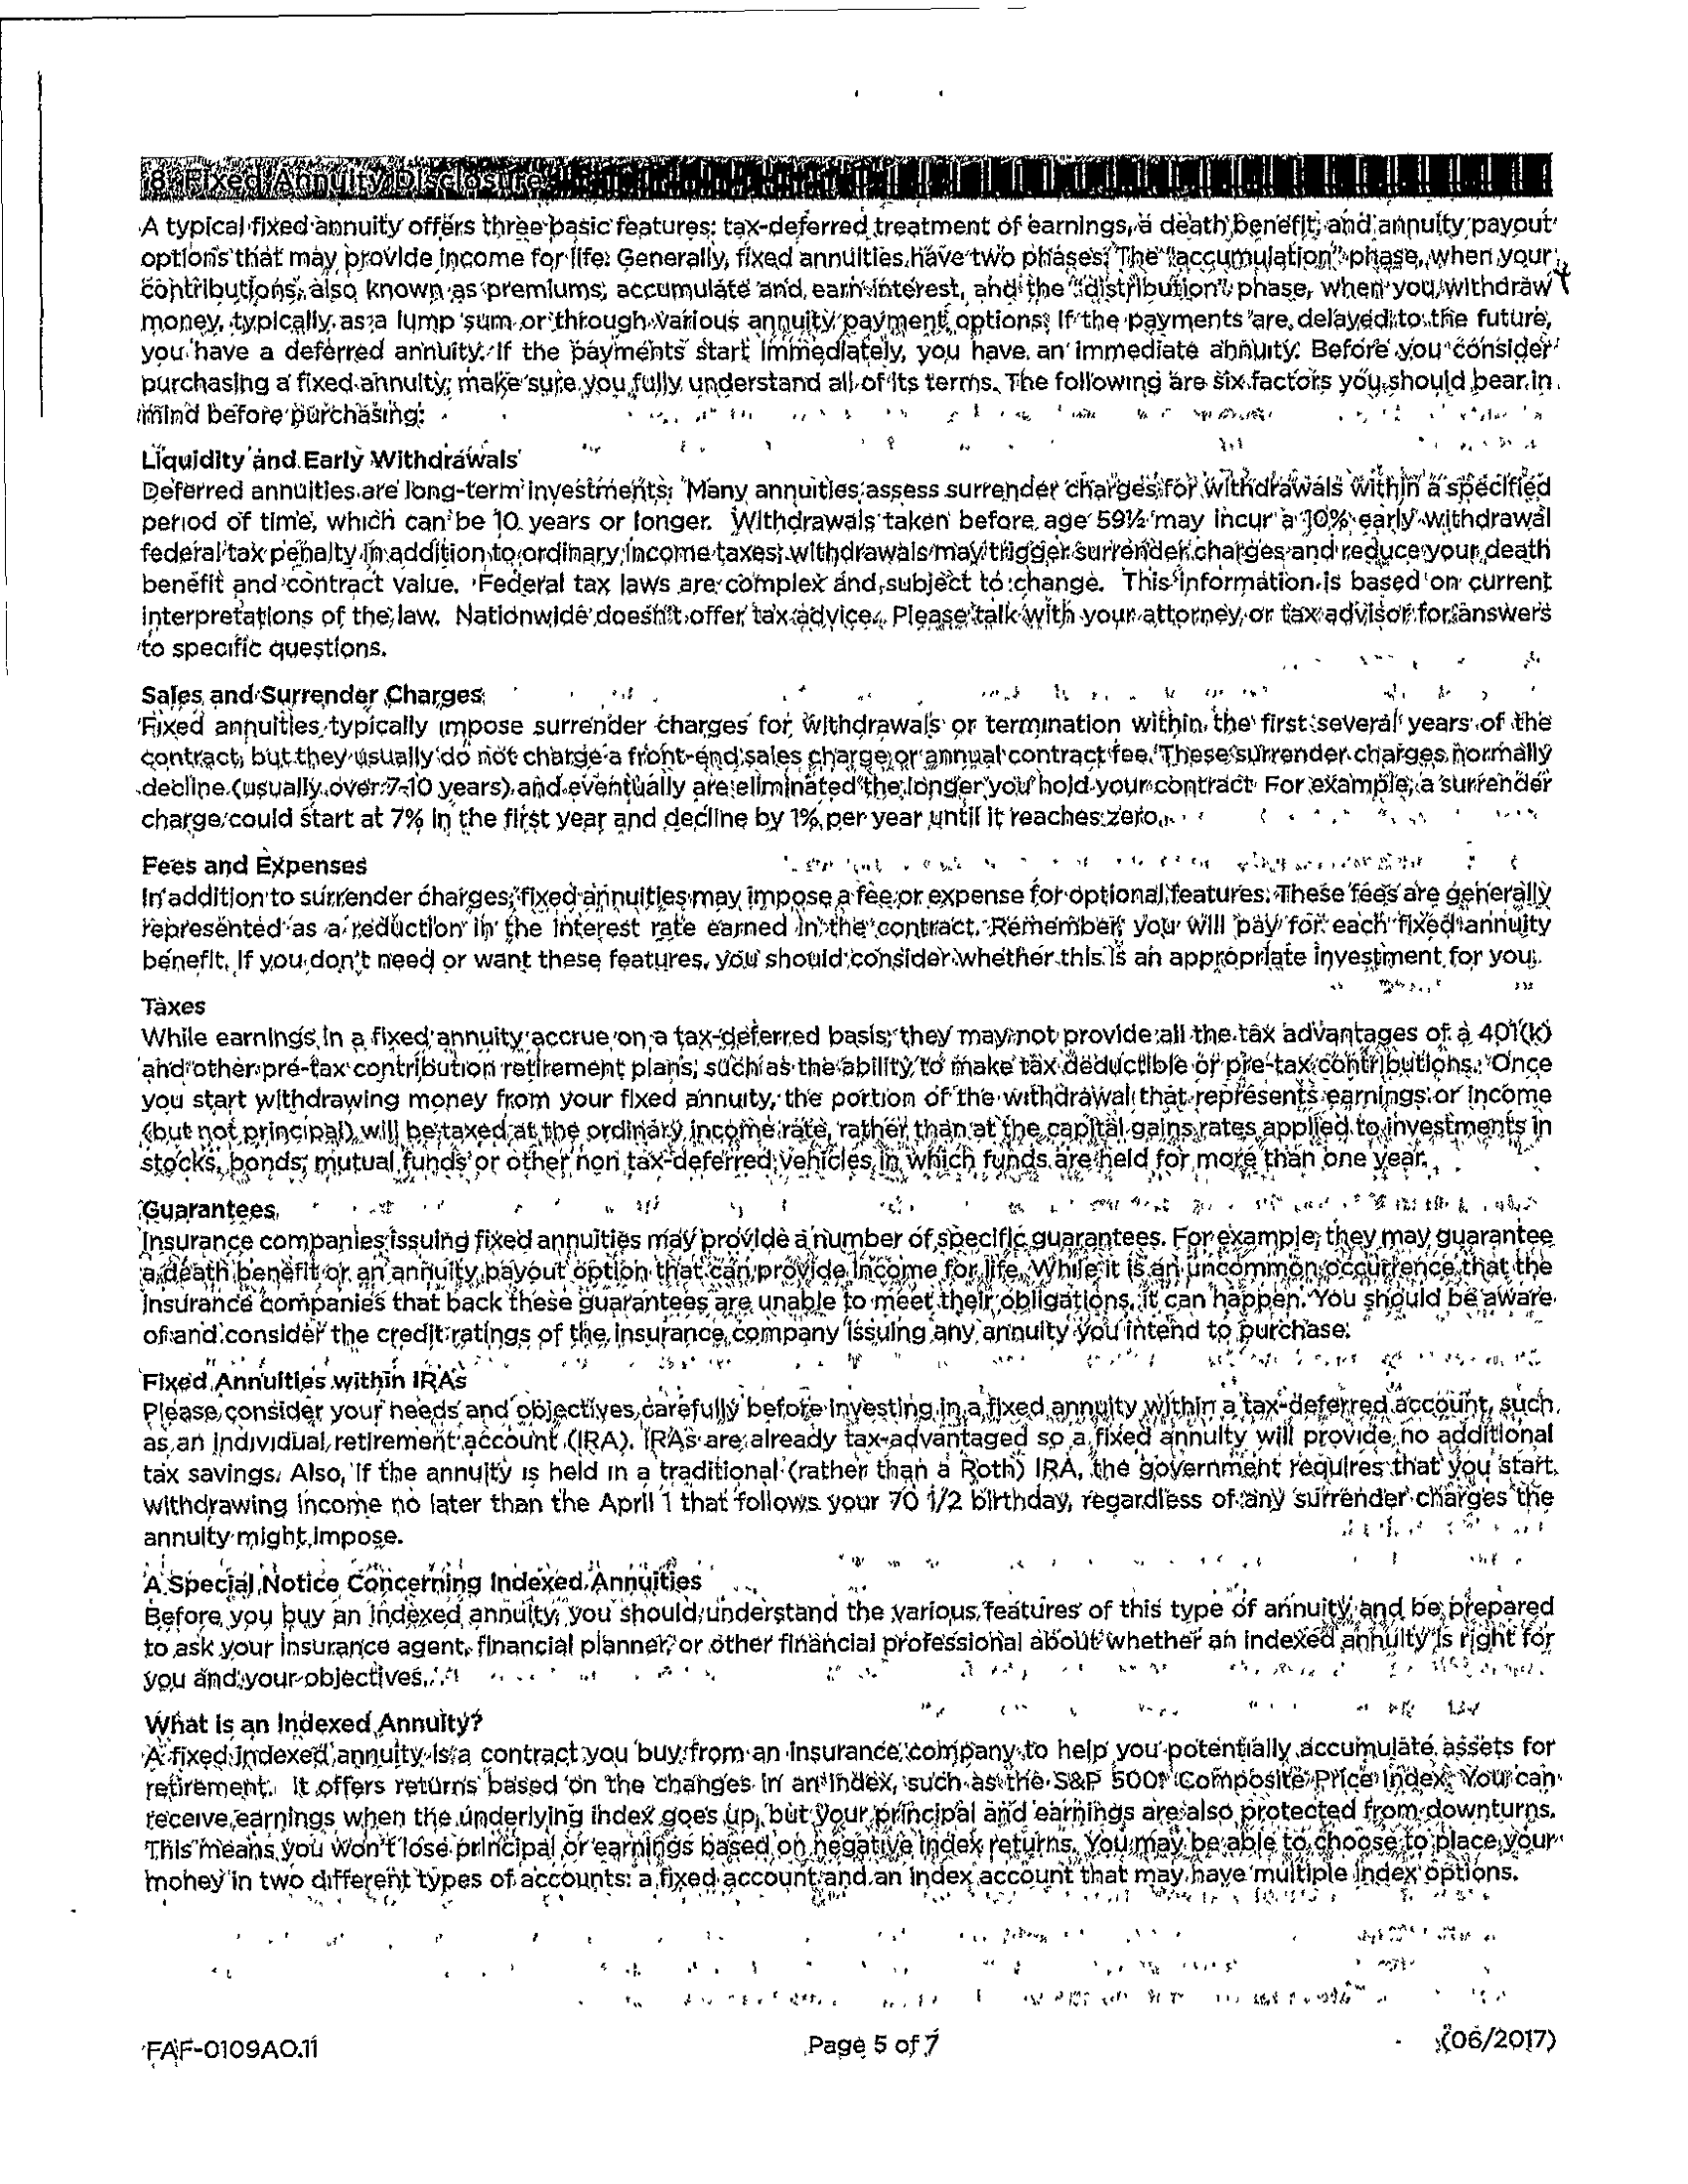 8. Fixed Annuity Disclosure
A typical fixed annuity offers three basic features: tax-deferred treatment of earnings, a death benefit, and annuity payout
options that may provide income for life. Generally, fixed annuities have two phases: The "accumulation" phase, when your
contributions, also known as premiums, accumulate and earn interest, and the "distribution" phase, when you withdraw
money, typically as a lump sum or through various annuity payment options. If the payments are delayed to the future,
you have a deferred annuity. If the payments start immediately, you have an immediate annuity. Before you consider
purchasing a fixed annuity, make sure you fully understand all of its terms. The following are six factors you should bear in
mind before purchasing:
Liquidity and Early Withdrawals
Deferred annuities are long-term investments. Many annuities assess surrender charges for withdrawals within a specified
period of time, which can be 10 years or longer. Withdrawals taken before age 59½ may incur a 10% early withdrawal
federal tax penalty in addition to ordinary income taxes; withdrawals may trigger surrender charges and reduce your death
benefit and contract value. Federal tax laws are complex and subject to change. This information is based on current
interpretations of the law. Nationwide doesn't offer tax advice. Please talk with your attorney or tax advisor for answers
to specific questions.
Sales and Surrender Charges
Fixed annuities typically impose surrender charges for withdrawals or termination within the first several years of the
contract, but they usually do not charge a front-end sales charge or annual contract fee. These surrender charges normally
decline (usually over 7-10 years) and eventually are eliminated the longer you hold your contract. For example, a surrender
charge could start at 7% in the first year and decline by 1% per year until it reaches zero.
Fees and Expenses
In addition to surrender charges, fixed annuities may impose a fee or expense for optional features. These fees are generally
represented as a reduction in the interest rate earned in the contract. Remember, you will pay for each fixed annuity
benefit. If you don't need or want these features, you should consider whether this is an appropriate investment for you.
Taxes
While earnings in a fixed annuity accrue on a tax-deferred basis, they may not provide all the tax advantages of a 401(k)
and other pre-tax contribution retirement plans, such as the ability to make tax deductible or pre-tax contributions. Once
you start withdrawing money from your fixed annuity, the portion of the withdrawal that represents earnings or income
(but not principal) will be taxed at the ordinary income rate, rather than at the capital gains rates applied to investments in
stocks, bonds, mutual funds or other non tax-deferred vehicles in which funds are held for more than one year.
Guarantees
Insurance companies issuing fixed annuities may provide a number of specific guarantees. For example, they may guarantee
a death benefit or an annuity payout option that can provide income for life. While it is an uncommon occurrence that the
insurance companies that back these guarantees are unable to meet their obligations, it can happen. You should be aware
of and consider the credit ratings of the insurance company issuing any annuity you intend to purchase.
Fixed Annuities within IRAs
Please consider your needs and objectives carefully before investing in a fixed annuity within a tax-deferred account, such
as an individual retirement account (IRA). IRAs are already tax-advantaged so a fixed annuity will provide no additional
tax savings. Also, if the annuity is held in a traditional (rather than a Roth) IRA, the government requires that you start
withdrawing income no later than the April 1 that follows your 70 1/2 birthday, regardless of any surrender charges the
annuity might impose.
A Special Notice Concerning Indexed Annuities
Before you buy an indexed annuity, you should understand the various features of this type of annuity and be prepared
to ask your insurance agent, financial planner, or other financial professional about whether an indexed annuity is right for
you and your objectives.
What is an Indexed Annuity?
A fixed indexed annuity is a contract you buy from an insurance company to help you potentially accumulate assets for
retirement. It offers returns based on the changes in an index, such as the S&P 500® Composite Price Index. You can
receive earnings when the underlying index goes up, but your principal and earnings are also protected from downturns.
This means you won't lose principal or earnings based on negative index returns. You may be able to choose to place your
money in two different types of accounts: a fixed account and an index account that may have multiple index options.
FAF-0109AO.11
Page 5 of 7
(06/2017)